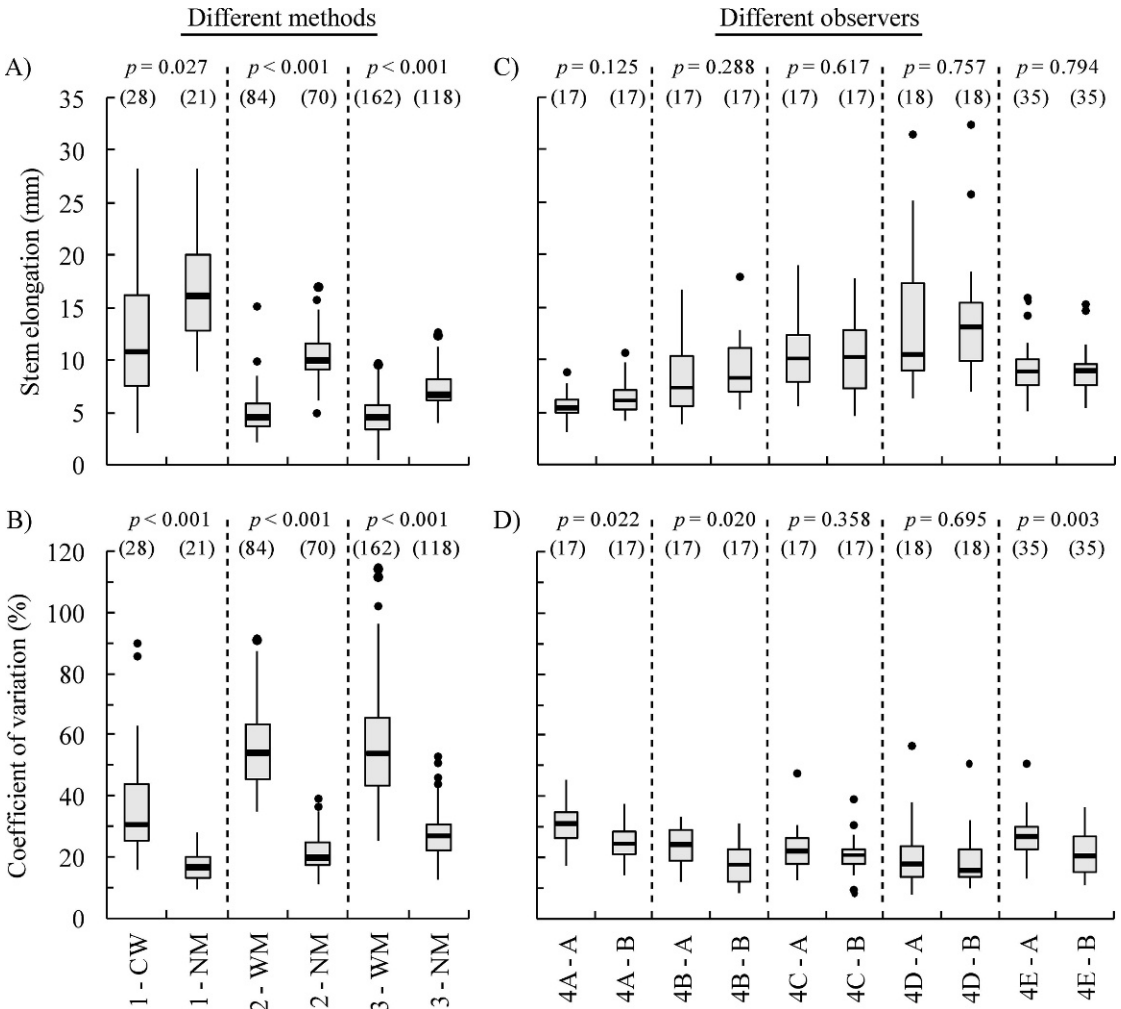 Different methods
Different observers
A)
p = 0.027 p < 0.001 p < 0.001
(28) (21) (84) (70) (162) (118)
Stem elongation (mm)
35
30
25
20
15
10
5
0
C)
p = 0.125 p = 0.288 p = 0.617 p = 0.757 p = 0.794
(17) (17) (17) (17) (17) (17) (18) (18) (35) (35)
B)
p < 0.001 p < 0.001 p < 0.001
(28) (21) (84) (70) (162) (118)
Coefficient of variation (%)
120
100
80
60
40
20
0
1 - CW
1 - NM
2 - WM
2 - NM
3 - WM
3 - NM
D)
p = 0.022 p = 0.020 p = 0.358 p = 0.695 p = 0.003
(17) (17) (17) (17) (17) (17) (18) (18) (35) (35)
4A - A
4A - B
4B - A
4B - B
4C - A
4C - B
4D - A
4D - B
4E - A
4E - B